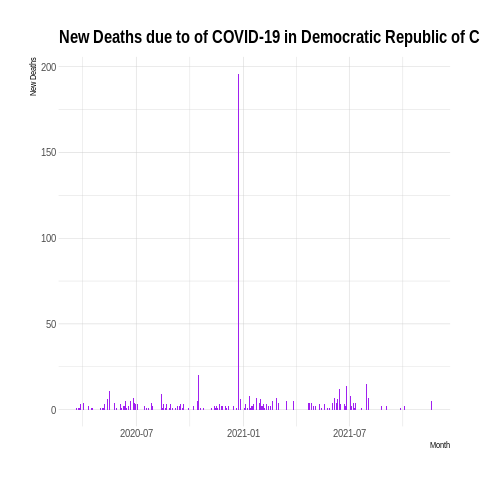 New Deaths due to of COVID-19 in Democratic Republic of C
New Deaths
200
150
100
50
0
2020-07 2021-01 2021-07
Month